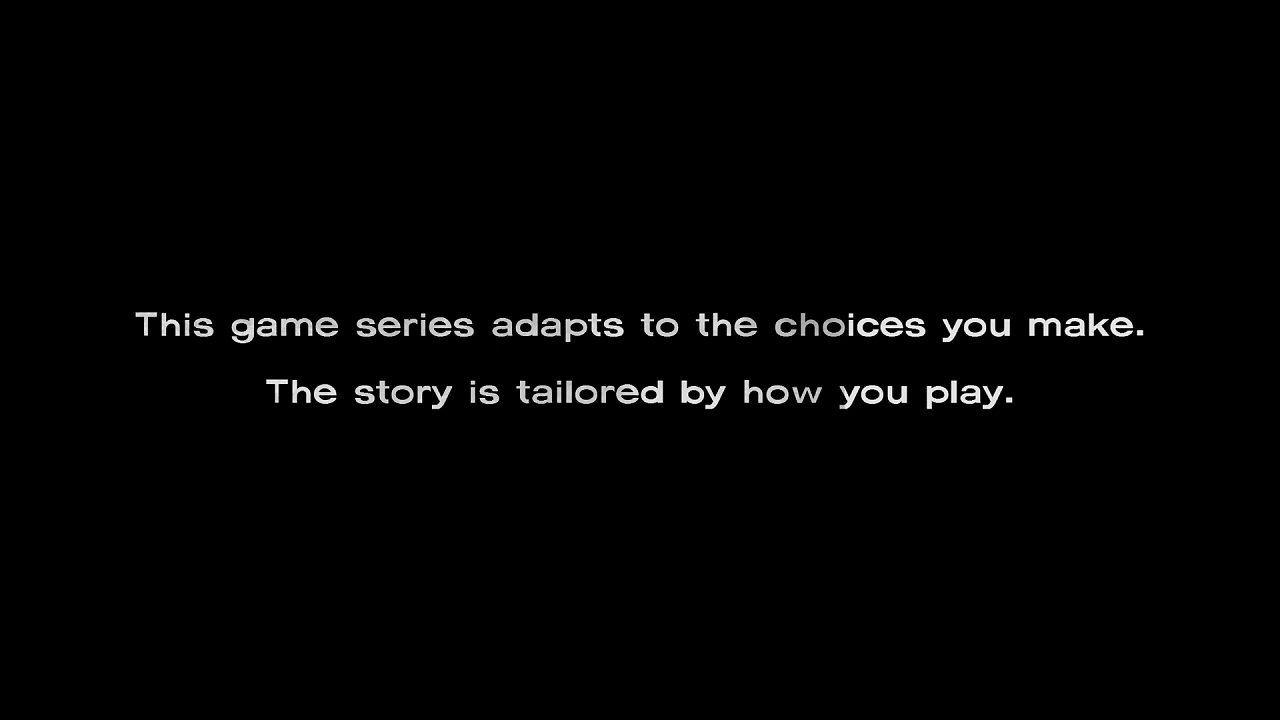 This game series adapts to the choices you make.
The story is tailored by how you play.